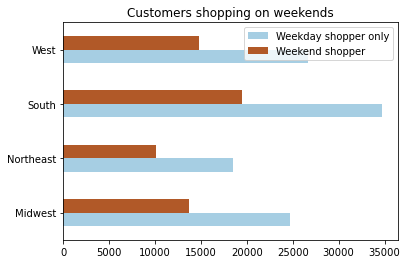 Customers shopping on weekends
Weekday shopper only
Weekend shopper
West
South
Northeast
Midwest
0 5000 10000 15000 20000 25000 30000 35000